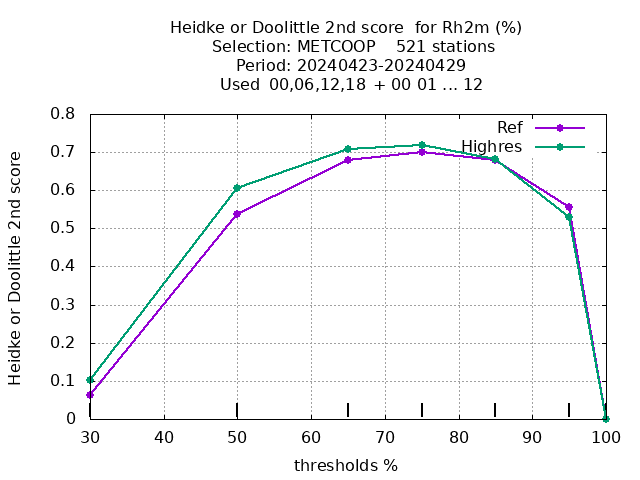 Heidke or Doolittle 2nd score  for Rh2m (%)
Selection: METCOOP    521 stations
Period: 20240423-20240429
Used  00,06,12,18  + 00 01 ... 12
Ref
Highres
Heidke or Doolittle 2nd score
0.8
0.7
0.6
0.5
0.4
0.3
0.2
0.1
0
30 40 50 60 70 80 90 100
thresholds %